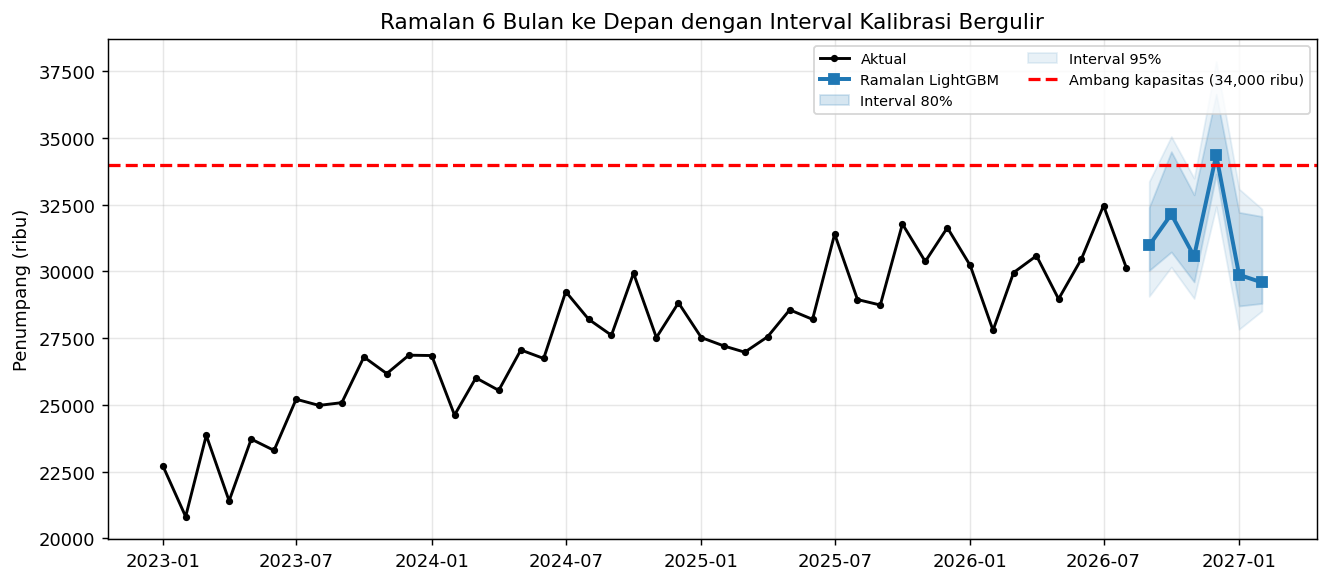 Ramalan 6 Bulan ke Depan dengan Interval Kalibrasi Bergulir
Aktual
Ramalan LightGBM
Interval 80%
Interval 95%
Ambang kapasitas (34,000 ribu)
Penumpang (ribu)
37500
35000
32500
30000
27500
25000
22500
20000
2023-01
2023-07
2024-01
2024-07
2025-01
2025-07
2026-01
2026-07
2027-01